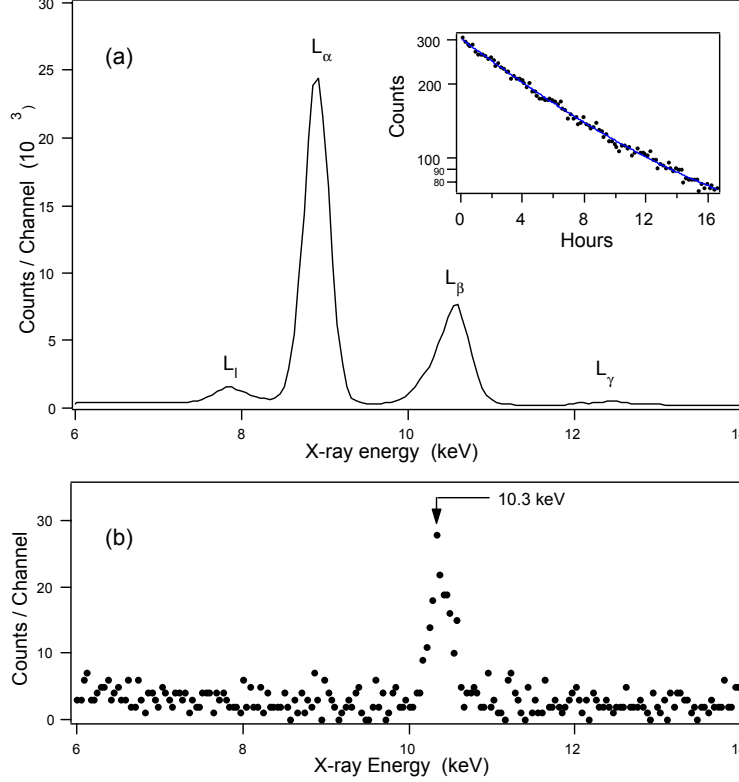 30
(a)
Lα
25
300
200
Counts
100
90
80
0
4
8
12
16
Hours
20
Counts / Channel (10 3)
15
10
Lβ
5
Ll
Lγ
0
6
8
10
12
14
X-ray energy (keV)
30
(b)
10.3 keV
20
Counts / Channel
10
0
6
8
10
12
14
X-ray Energy (keV)